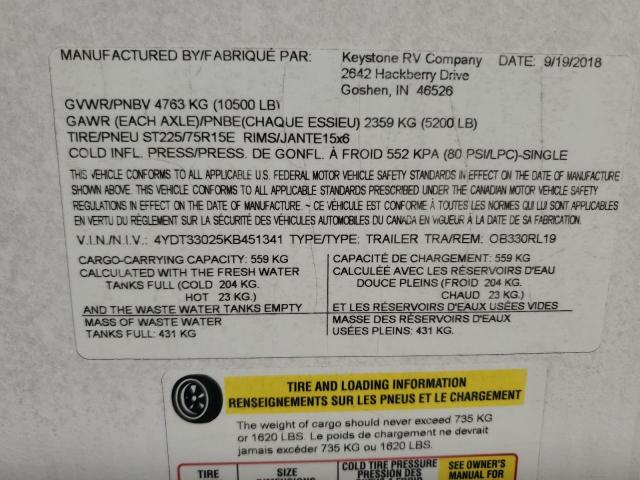 MANUFACTURED BY/FABRIQUÉ PAR: Keystone RV Company DATE: 9/19/2018
2642 Hackberry Drive
Goshen, IN 46526
GVWR/PNBV 4763 KG (10500 LB)
GAWR (EACH AXLE)/PNBE(CHAQUE ESSIEU) 2359 KG (5200 LB)
TIRE/PNEU ST225/75R15E RIMS/JANTE15x6
COLD INFL. PRESS/PRESS. DE GONFL. À FROID 552 KPA (80 PSI/LPC)-SINGLE
THIS VEHICLE CONFORMS TO ALL APPLICABLE U.S. FEDERAL MOTOR VEHICLE SAFETY STANDARDS IN EFFECT ON THE DATE OF MANUFACTURE
SHOWN ABOVE. THIS VEHICLE CONFORMS TO ALL APPLICABLE STANDARDS PRESCRIBED UNDER THE CANADIAN MOTOR VEHICLE SAFETY
REGULATIONS IN EFFECT ON THE DATE OF MANUFACTURE. ~ CE VÉHICULE EST CONFORME À TOUTES LES NORMES QUI LUI SONT APPLICABLES
EN VERTU DU RÈGLEMENT SUR LA SÉCURITÉ DES VÉHICULES AUTOMOBILES DU CANADA EN VIGUEUR À LA DATE DE SA FABRICATION.
V.I.N./N.I.V.: 4YDT33025KB451341 TYPE/TYPE: TRAILER TRA/REM: OB330RL19
CARGO-CARRYING CAPACITY: 559 KG
CALCULATED WITH THE FRESH WATER
TANKS FULL (COLD 204 KG.
HOT 23 KG.)
AND THE WASTE WATER TANKS EMPTY
MASS OF WASTE WATER
TANKS FULL: 431 KG
CAPACITÉ DE CHARGEMENT: 559 KG
CALCULÉE AVEC LES RÉSERVOIRS D'EAU
DOUCE PLEINS (FROID 204 KG.
CHAUD 23 KG.)
ET LES RÉSERVOIRS D'EAUX USÉES VIDES
MASSE DES RÉSERVOIRS D'EAUX
USÉES PLEINS: 431 KG.
TIRE AND LOADING INFORMATION
RENSEIGNEMENTS SUR LES PNEUS ET LE CHARGEMENT
The weight of cargo should never exceed 735 KG
or 1620 LBS. Le poids de chargement ne devrait
jamais excéder 735 KG ou 1620 LBS.
TIRE
SIZE
DIMENSIONS
COLD TIRE PRESSURE
PRESSION DES
SEE OWNER'S
MANUAL FOR